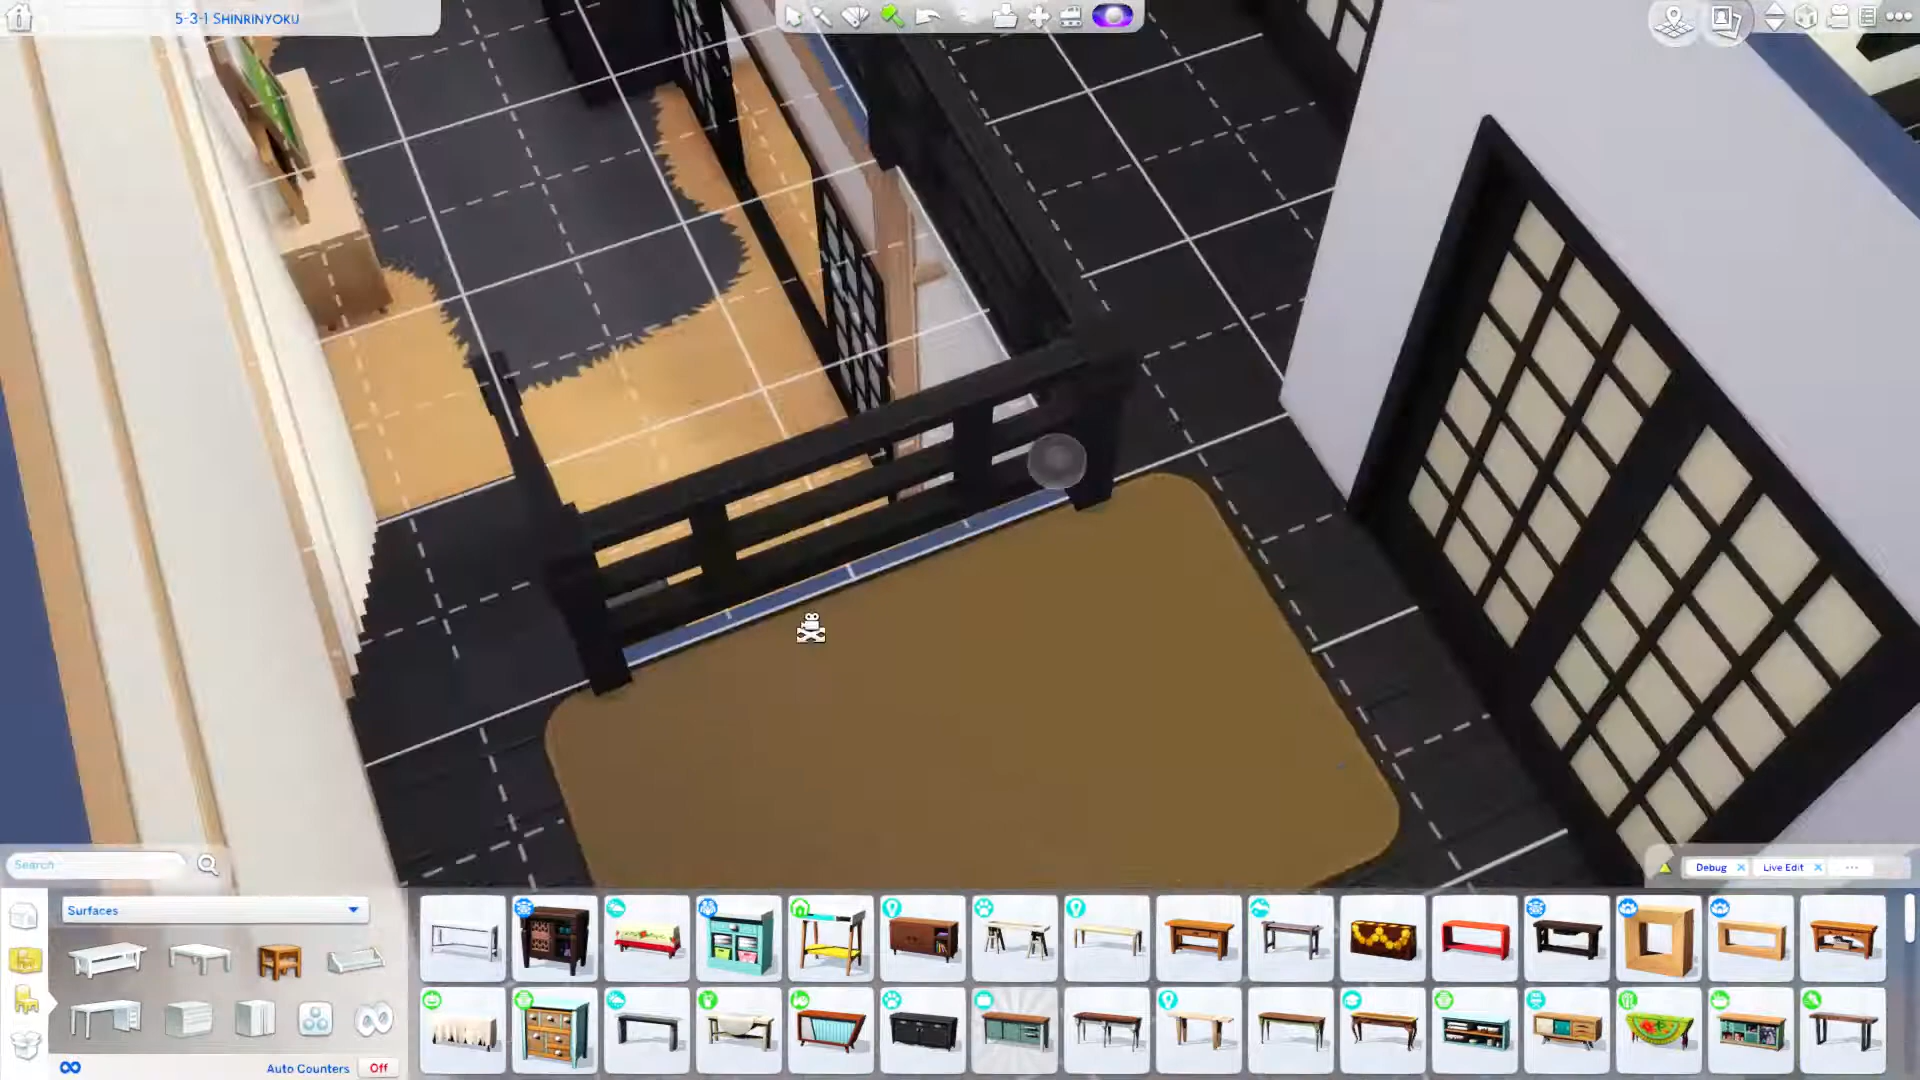 5-3-1 SHINRINYOKU
Search
Debug
Live Edit
Surfaces
Auto Counters
Off